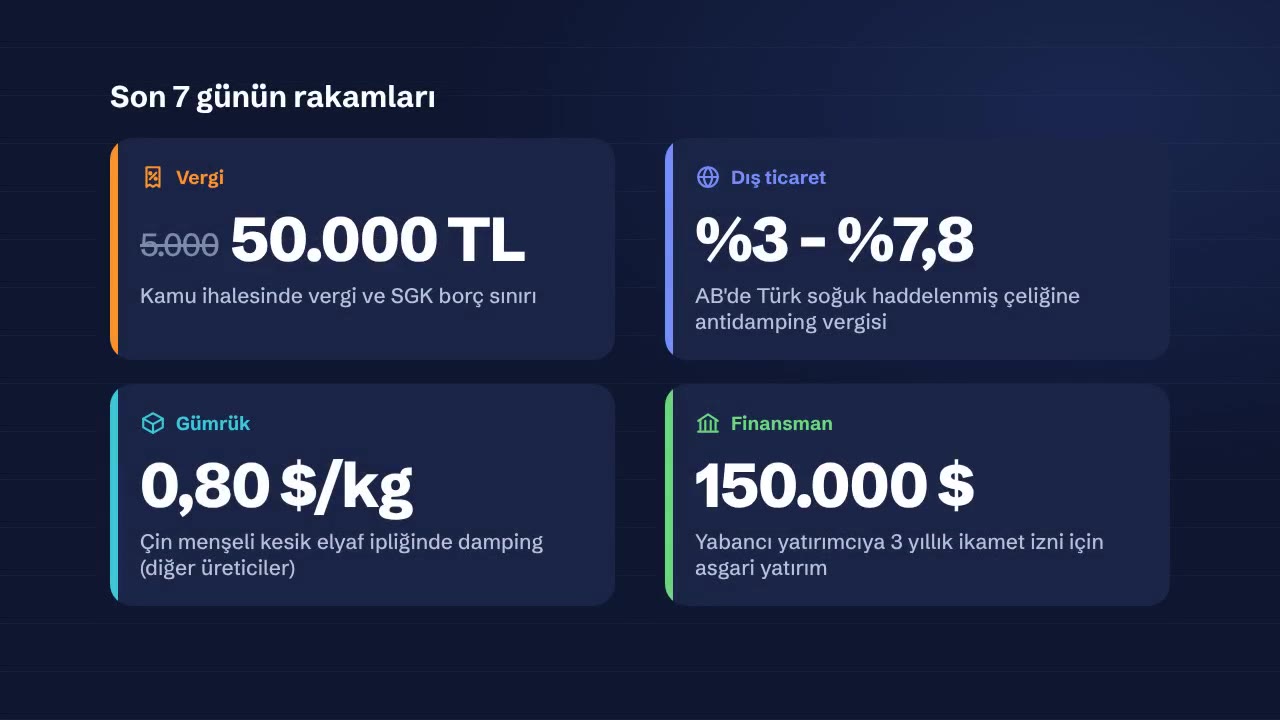 Son 7 günün rakamları
Vergi
5.000 50.000 TL
Kamu ihalesinde vergi ve SGK borç sınırı
Dış ticaret
%3 – %7,8
AB'de Türk soğuk haddelenmiş çeliğine
antidamping vergisi
Gümrük
0,80 $/kg
Çin menşeli kesik elyaf ipliğinde damping
(diğer üreticiler)
Finansman
150.000 $
Yabancı yatırımcıya 3 yıllık ikamet izni için
asgari yatırım